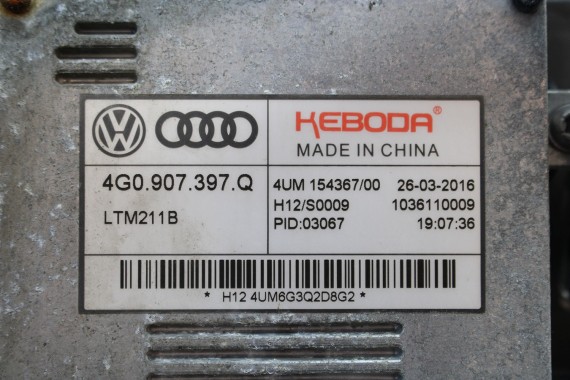 KEBODA®
MADE IN CHINA
4G0.907.397.Q
LTM211B
4UM 154367/00 26-03-2016
H12/S0009 1036110009
PID:03067 19:07:36
* H12 4UM6G3Q2D8G2 *